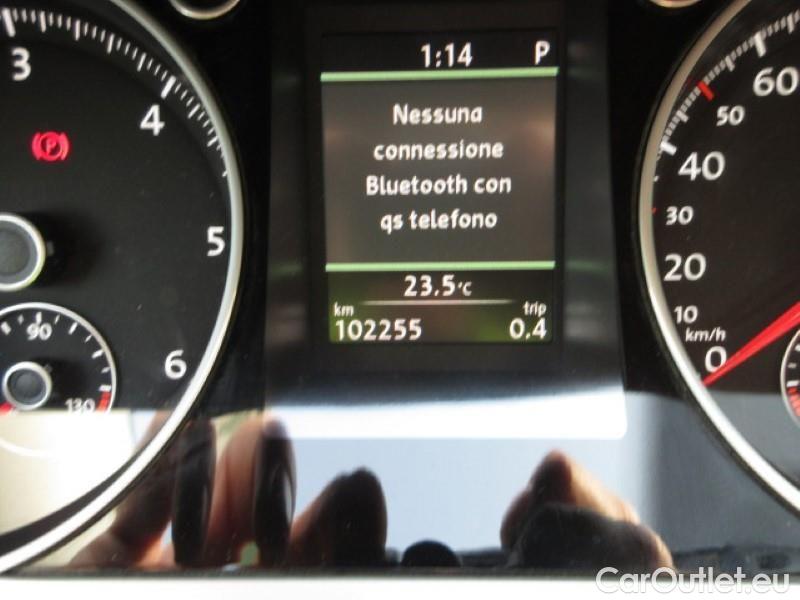 1:14 P
Nessuna
connessione
Bluetooth con
qs telefono
23.5°C
km trip
102255 0.4
3
4
5
6
P
90
130
60
50
40
30
20
10
km/h
0
CarOutlet.eu